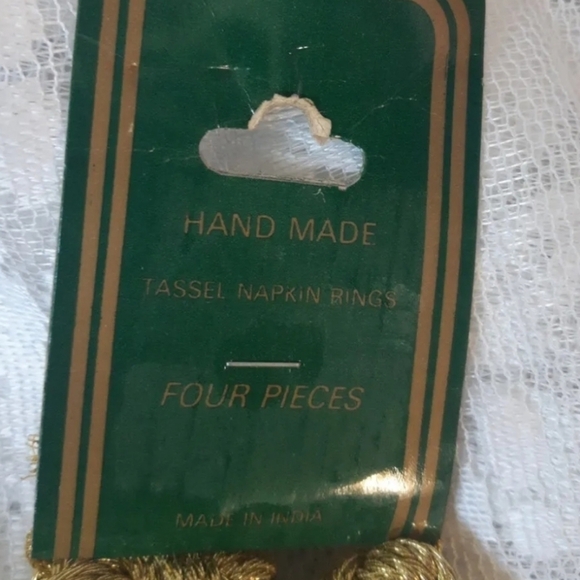 HAND MADE
TASSEL NAPKIN RINGS
FOUR PIECES
MADE IN INDIA